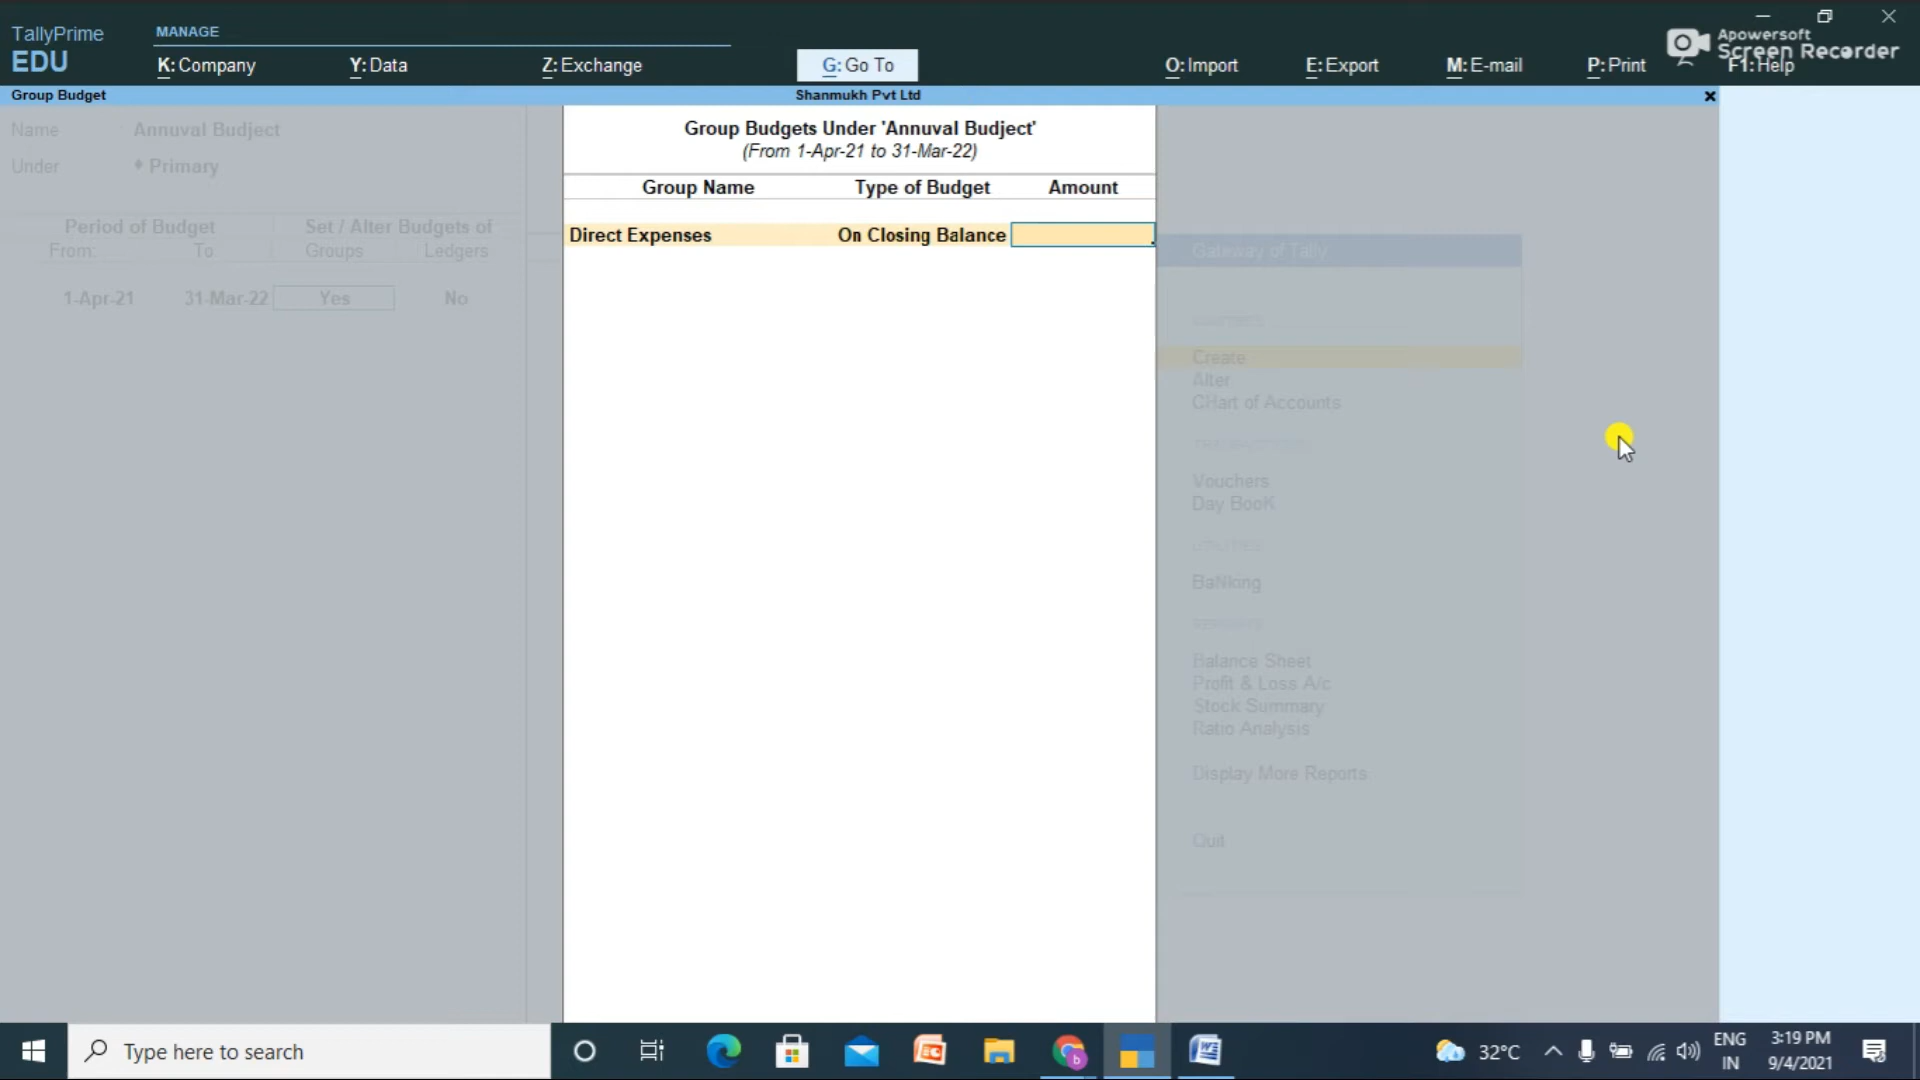 TallyPrime
EDU
MANAGE
K: Company
Y: Data
Z: Exchange
G: Go To
O: Import
E: Export
M: E-mail
P: Print
F1: Help
Apowersoft
Screen Recorder
Group Budget
Shanmukh Pvt Ltd
Name Annuval Budject
Under ♦ Primary
Period of Budget Set / Alter Budgets of
From: To Groups Ledgers
1-Apr-21 31-Mar-22 Yes No
Group Budgets Under 'Annuval Budject'
(From 1-Apr-21 to 31-Mar-22)
Group Name Type of Budget Amount
Direct Expenses On Closing Balance
Gateway of Tally
MASTERS
Create
Alter
CHart of Accounts
TRANSACTIONS
Vouchers
Day BooK
UTILITIES
BaNking
REPORTS
Balance Sheet
Profit & Loss A/c
Stock Summary
Ratio Analysis
Display More Reports
Quit
Type here to search
32°C
ENG
IN
3:19 PM
9/4/2021